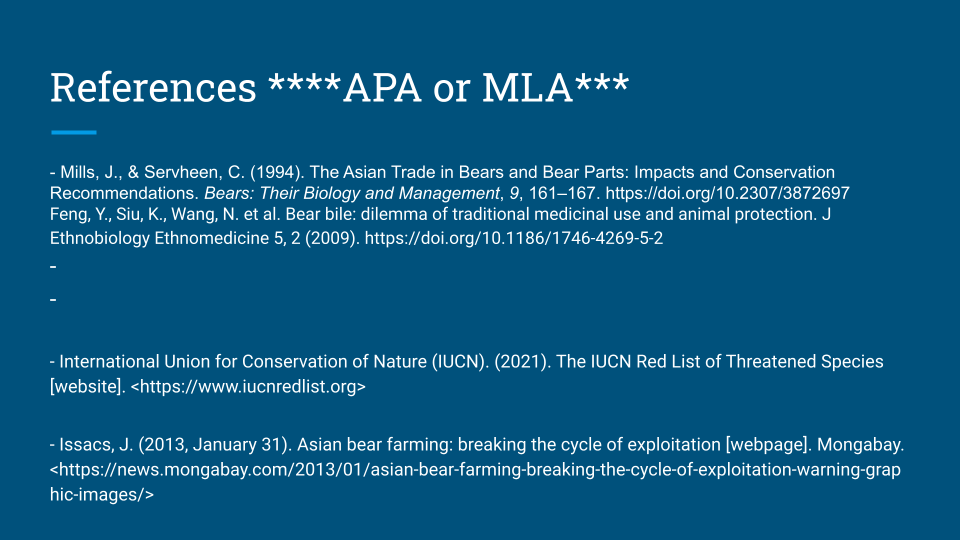 References ****APA or MLA***
- Mills, J., & Servheen, C. (1994). The Asian Trade in Bears and Bear Parts: Impacts and Conservation
Recommendations. Bears: Their Biology and Management, 9, 161–167. https://doi.org/10.2307/3872697
Feng, Y., Siu, K., Wang, N. et al. Bear bile: dilemma of traditional medicinal use and animal protection. J
Ethnobiology Ethnomedicine 5, 2 (2009). https://doi.org/10.1186/1746-4269-5-2
-
-
- International Union for Conservation of Nature (IUCN). (2021). The IUCN Red List of Threatened Species
[website]. <https://www.iucnredlist.org>
- Issacs, J. (2013, January 31). Asian bear farming: breaking the cycle of exploitation [webpage]. Mongabay.
<https://news.mongabay.com/2013/01/asian-bear-farming-breaking-the-cycle-of-exploitation-warning-grap
hic-images/>